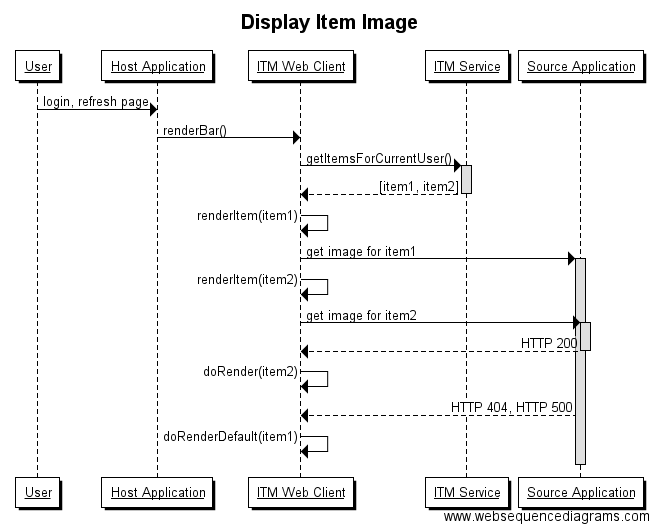 Display Item Image
User
Host Application
ITM Web Client
ITM Service
Source Application
login, refresh page
renderBar()
getItemsForCurrentUser()
[item1, item2]
renderItem(item1)
get image for item1
renderItem(item2)
get image for item2
HTTP 200
doRender(item2)
HTTP 404, HTTP 500
doRenderDefault(item1)
User
Host Application
ITM Web Client
ITM Service
Source Application
www.websequencediagrams.com